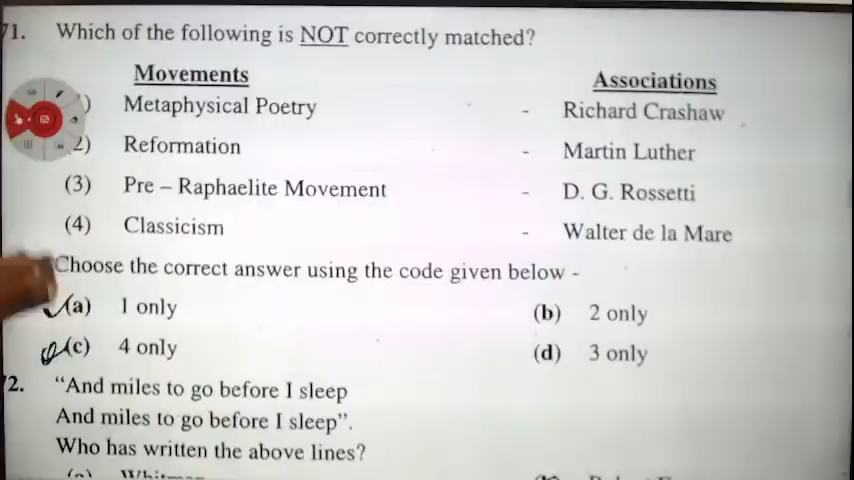 71. Which of the following is NOT correctly matched?
Movements Associations
) Metaphysical Poetry - Richard Crashaw
2) Reformation - Martin Luther
(3) Pre – Raphaelite Movement - D. G. Rossetti
(4) Classicism - Walter de la Mare
Choose the correct answer using the code given below -
(a) 1 only (b) 2 only
(c) 4 only (d) 3 only
72. “And miles to go before I sleep
And miles to go before I sleep”.
Who has written the above lines?